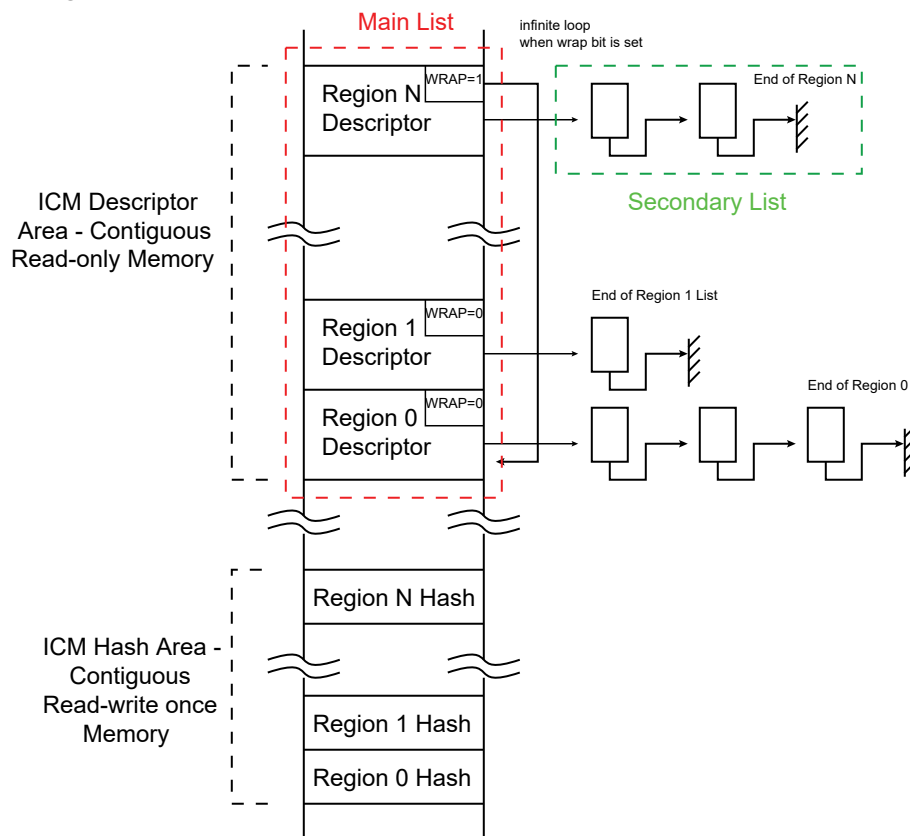 Main List
infinite loop
when wrap bit is set
WRAP=1
Region N
Descriptor
End of Region N
Secondary List
ICM Descriptor
Area - Contiguous
Read-only Memory
WRAP=0
Region 1
Descriptor
End of Region 1 List
WRAP=0
Region 0
Descriptor
End of Region 0
ICM Hash Area -
Contiguous
Read-write once
Memory
Region N Hash
Region 1 Hash
Region 0 Hash